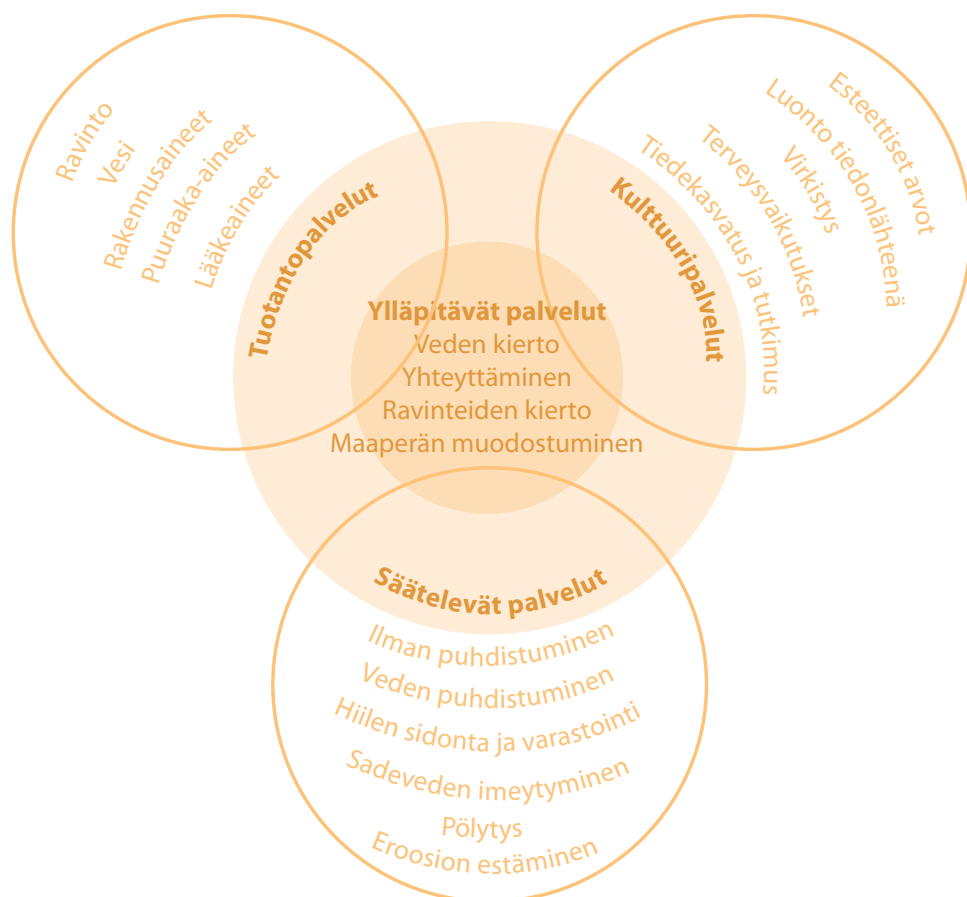 Tuotantopalvelut
Ravinto
Vesi
Rakennusaineet
Puuraaka-aineet
Lääkeaineet
Kulttuuripalvelut
Esteettiset arvot
Luonto tiedonlähteenä
Virkistys
Terveysvaikutukset
Tiedekasvatus ja tutkimus
Ylläpitävät palvelut
Veden kierto
Yhteyttäminen
Ravinteiden kierto
Maaperän muodostuminen
Säätelevät palvelut
Ilman puhdistuminen
Veden puhdistuminen
Hiilen sidonta ja varastointi
Sadeveden imeytyminen
Pölytys
Eroosion estäminen